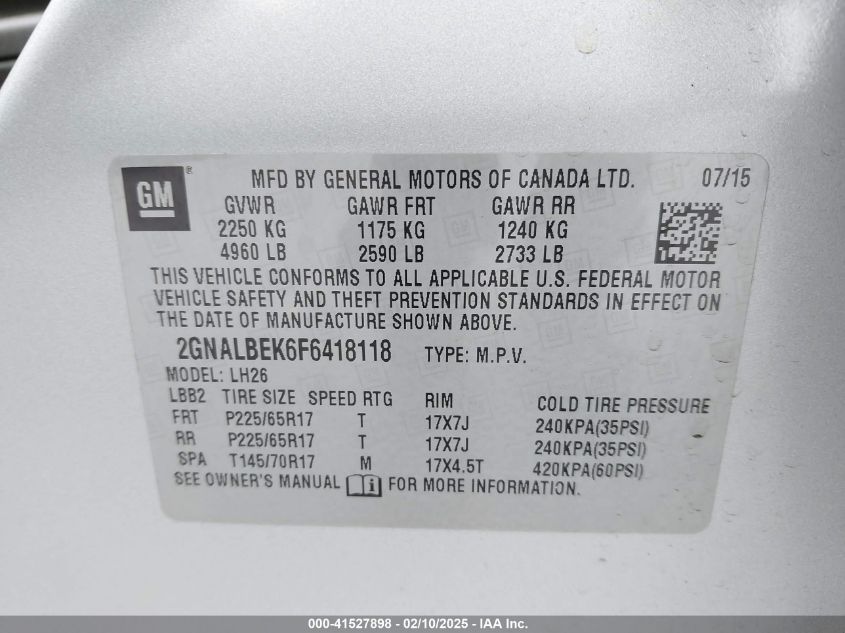 GM ® MFD BY GENERAL MOTORS OF CANADA LTD. 07/15
GVWR GAWR FRT GAWR RR
2250 KG 1175 KG 1240 KG
4960 LB 2590 LB 2733 LB
THIS VEHICLE CONFORMS TO ALL APPLICABLE U.S. FEDERAL MOTOR
VEHICLE SAFETY AND THEFT PREVENTION STANDARDS IN EFFECT ON
THE DATE OF MANUFACTURE SHOWN ABOVE.
2GNALBEK6F6418118 TYPE: M.P.V.
MODEL: LH26
LBB2 TIRE SIZE SPEED RTG RIM COLD TIRE PRESSURE
FRT P225/65R17 T 17X7J 240KPA(35PSI)
RR P225/65R17 T 17X7J 240KPA(35PSI)
SPA T145/70R17 M 17X4.5T 420KPA(60PSI)
SEE OWNER'S MANUAL i FOR MORE INFORMATION.
000-41527898 - 02/10/2025 - IAA, Inc.